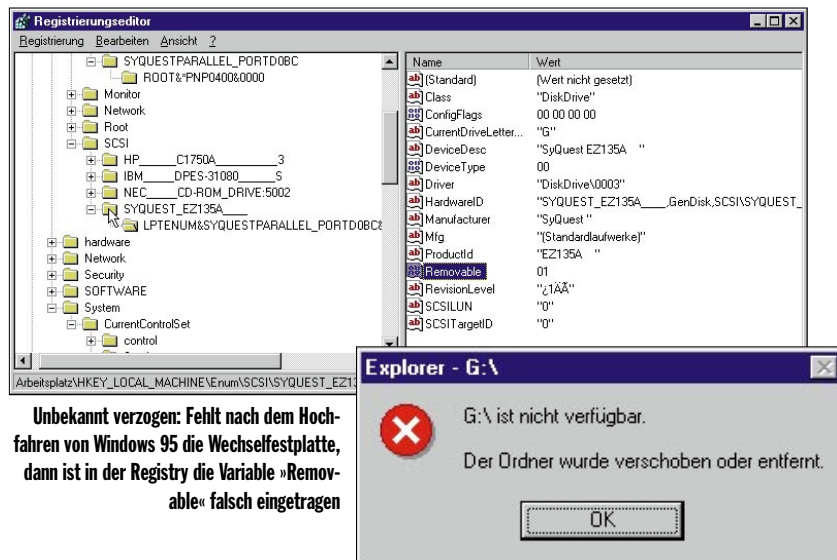 Registrierungseditor
Registrierung Bearbeiten Ansicht ?
SYQUESTPARALLEL_PORTD0BC
ROOT&*PNP0400&0000
Monitor
Network
Root
SCSI
HP______C1750A__________3
IBM_____DPES-31080______S
NEC_____CD-ROM_DRIVE:5002
SYQUEST_EZ135A____
LPTENUM&SYQUESTPARALLEL_PORTD0BC&
hardware
Network
Security
SOFTWARE
System
CurrentControlSet
control
Arbeitsplatz\HKEY_LOCAL_MACHINE\Enum\SCSI\SYQUEST_EZ13
Name Wert
(Standard) (Wert nicht gesetzt)
Class "DiskDrive"
ConfigFlags 00 00 00 00
CurrentDriveLetter... "G"
DeviceDesc "SyQuest EZ135A "
DeviceType 00
Driver "DiskDrive\0003"
HardwareID "SYQUEST_EZ135A____,GenDisk,SCSI\SYQUEST_
Manufacturer "SyQuest "
Mfg "(Standardlaufwerke)"
ProductId "EZ135A "
Removable 01
RevisionLevel "¿1ÄÃ"
SCSILUN "0"
SCSITargetID "0"
Explorer - G:\
G:\ ist nicht verfügbar.
Der Ordner wurde verschoben oder entfernt.
OK
Unbekannt verzogen: Fehlt nach dem Hoch-
fahren von Windows 95 die Wechselfestplatte,
dann ist in der Registry die Variable »Remov-
able« falsch eingetragen